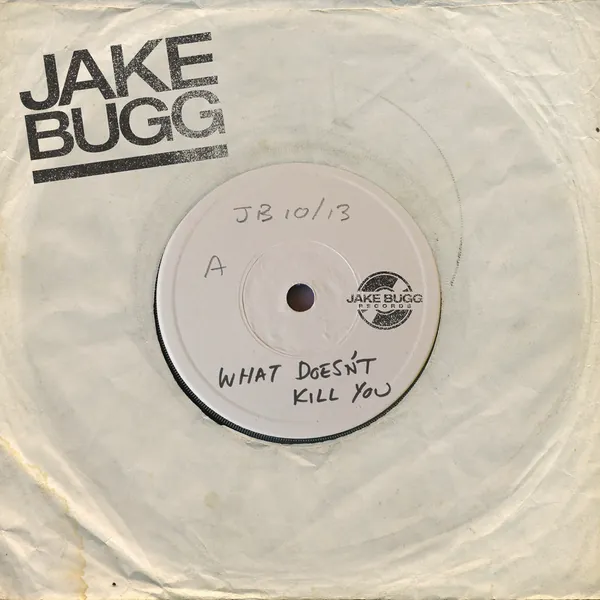 JAKE
BUGG
JB 10/13
A
JAKE BUGG
RECORDS
WHAT DOESN'T
KILL YOU